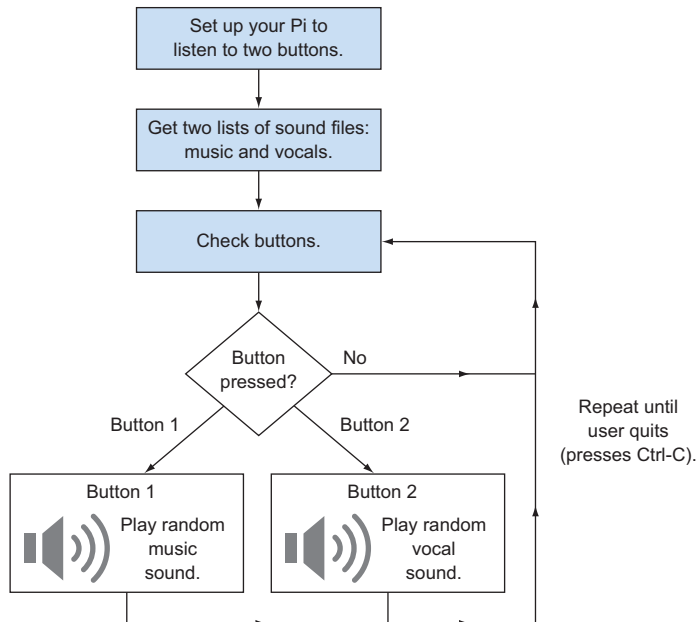 Set up your Pi to
listen to two buttons.
Get two lists of sound files:
music and vocals.
Check buttons.
Button
pressed?
No
Button 1
Button 2
Repeat until
user quits
(presses Ctrl-C).
Button 1
Play random
music
sound.
Button 2
Play random
vocal
sound.